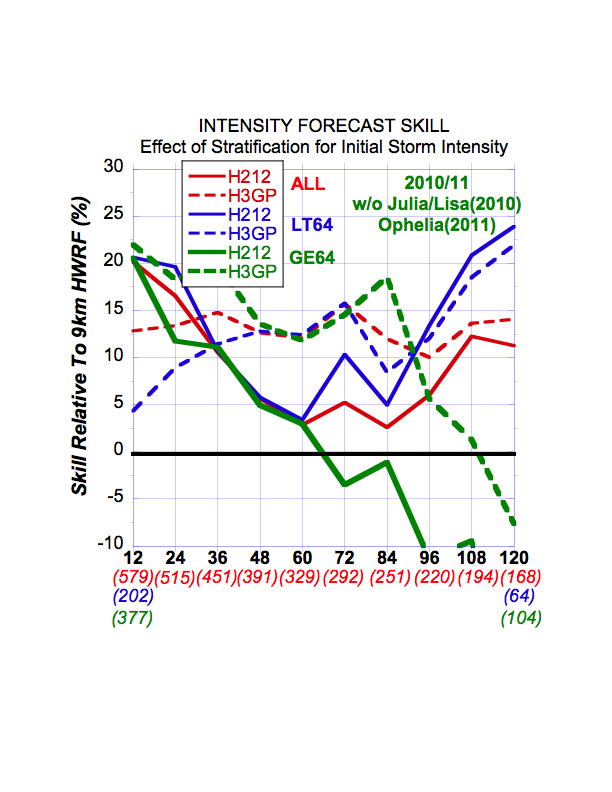 INTENSITY FORECAST SKILL
Effect of Stratification for Initial Storm Intensity
30
25
20
15
10
5
0
-5
-10
Skill Relative To 9km HWRF (%)
H212
H3GP
ALL
H212
H3GP
LT64
H212
H3GP
GE64
2010/11
w/o Julia/Lisa(2010)
Ophelia(2011)
12 24 36 48 60 72 84 96 108 120
(579) (515) (451) (391) (329) (292) (251) (220) (194) (168)
(202) (64)
(377) (104)